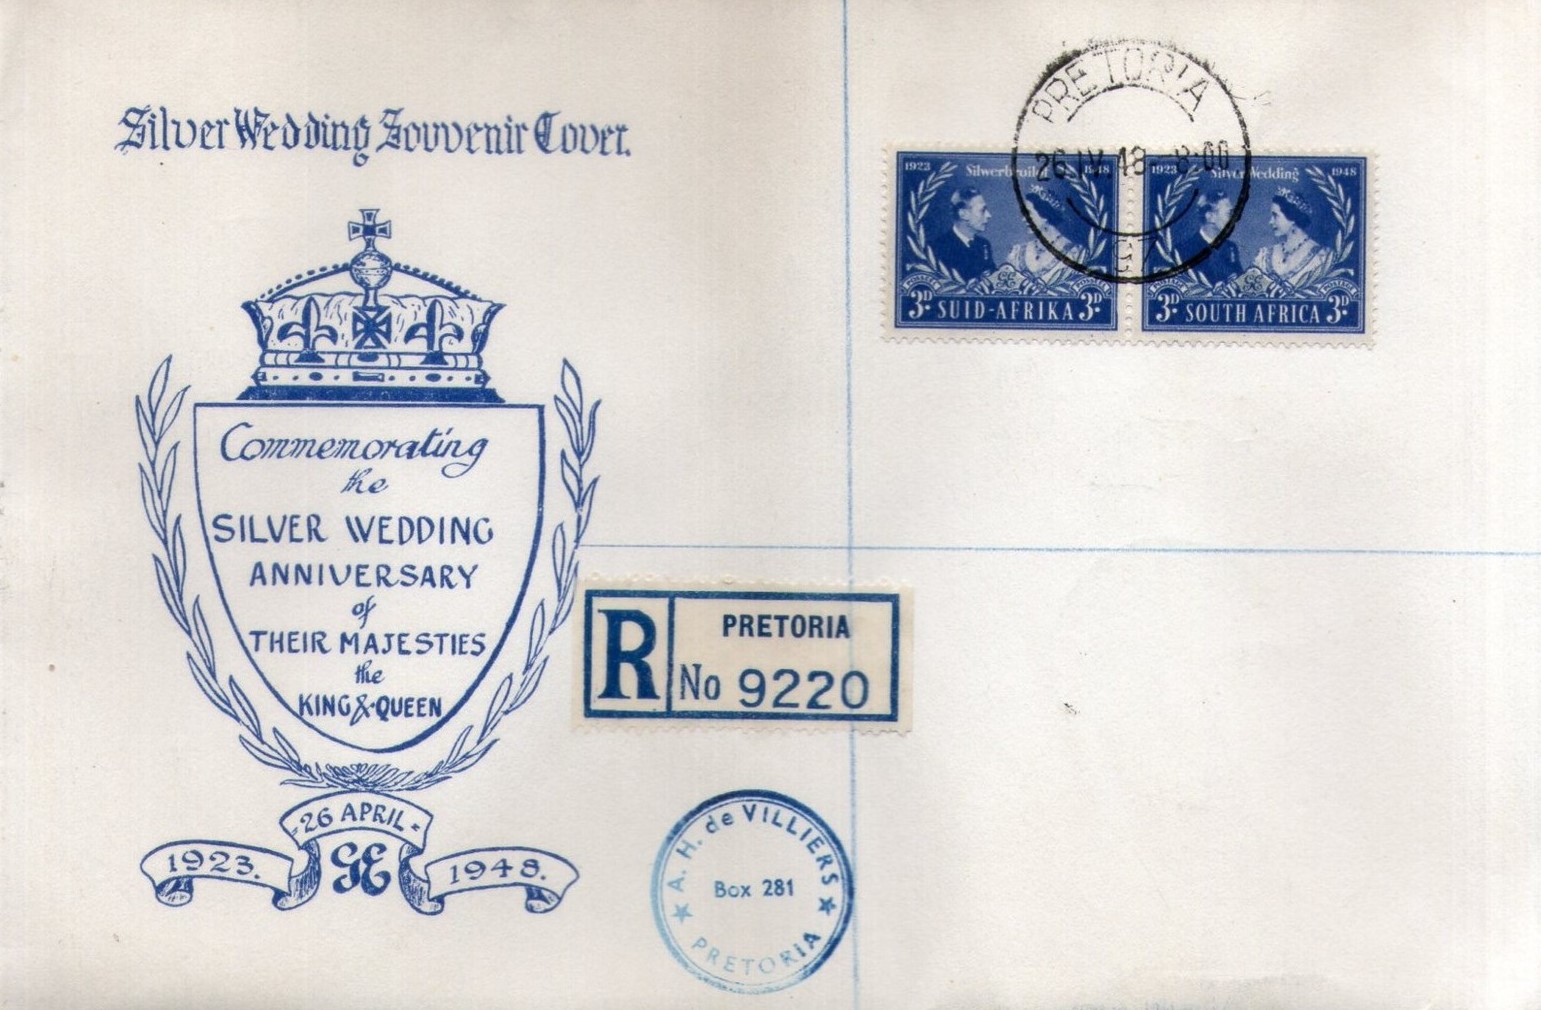 Silver Wedding Souvenir Cover.
PRETORIA
26 IV 48-8·00
1923 Silwerbruilof 1948
3D SUID-AFRIKA 3D
1923 Silver Wedding 1948
POSTAGE
3D SOUTH AFRICA 3D
Commemorating
the
SILVER WEDDING
ANNIVERSARY
of
THEIR MAJESTIES
the
KING & QUEEN
26 APRIL
1923. GE 1948.
R PRETORIA
No 9220
A. H. de VILLIERS
Box 281
PRETORIA